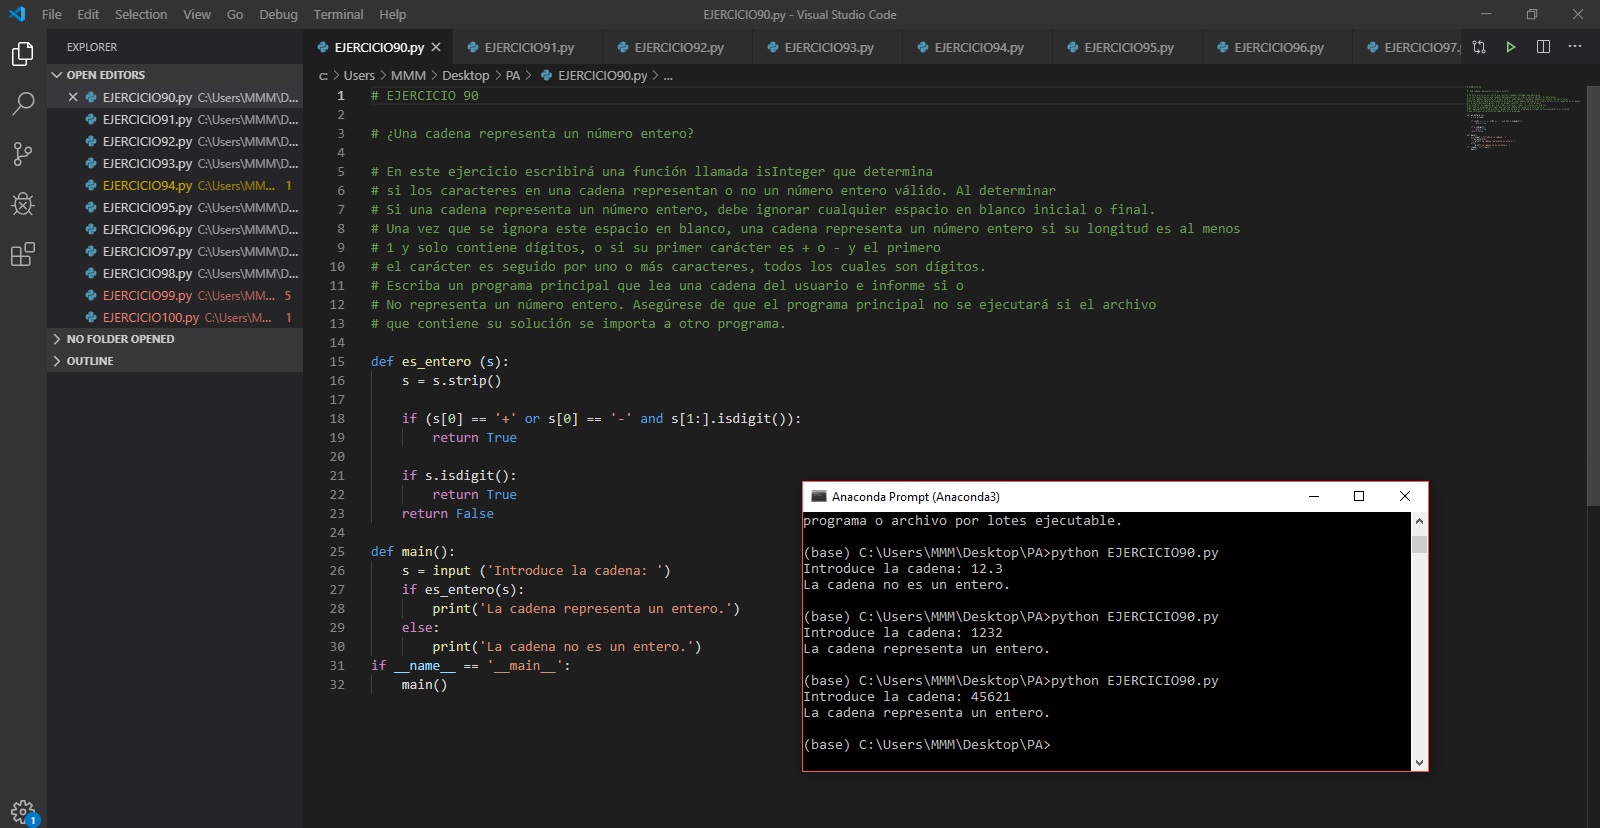 File Edit Selection View Go Debug Terminal Help
EJERCICIO90.py - Visual Studio Code
EXPLORER
OPEN EDITORS
EJERCICIO90.py C:\Users\MMM\D...
EJERCICIO91.py C:\Users\MMM\D...
EJERCICIO92.py C:\Users\MMM\D...
EJERCICIO93.py C:\Users\MMM\D...
EJERCICIO94.py C:\Users\MM... 1
EJERCICIO95.py C:\Users\MMM\D...
EJERCICIO96.py C:\Users\MMM\D...
EJERCICIO97.py C:\Users\MMM\D...
EJERCICIO98.py C:\Users\MMM\D...
EJERCICIO99.py C:\Users\MM... 5
EJERCICIO100.py C:\Users\M... 1
NO FOLDER OPENED
OUTLINE
1
EJERCICIO90.py EJERCICIO91.py EJERCICIO92.py EJERCICIO93.py EJERCICIO94.py EJERCICIO95.py EJERCICIO96.py EJERCICIO97.
c: > Users > MMM > Desktop > PA > EJERCICIO90.py > ...
1 # EJERCICIO 90
2
3 # ¿Una cadena representa un número entero?
4
5 # En este ejercicio escribirá una función llamada isInteger que determina
6 # si los caracteres en una cadena representan o no un número entero válido. Al determinar
7 # Si una cadena representa un número entero, debe ignorar cualquier espacio en blanco inicial o final.
8 # Una vez que se ignora este espacio en blanco, una cadena representa un número entero si su longitud es al menos
9 # 1 y solo contiene dígitos, o si su primer carácter es + o - y el primero
10 # el carácter es seguido por uno o más caracteres, todos los cuales son dígitos.
11 # Escriba un programa principal que lea una cadena del usuario e informe si o
12 # No representa un número entero. Asegúrese de que el programa principal no se ejecutará si el archivo
13 # que contiene su solución se importa a otro programa.
14
15 def es_entero (s):
16 s = s.strip()
17
18 if (s[0] == '+' or s[0] == '-' and s[1:].isdigit()):
19 return True
20
21 if s.isdigit():
22 return True
23 return False
24
25 def main():
26 s = input ('Introduce la cadena: ')
27 if es_entero(s):
28 print('La cadena representa un entero.')
29 else:
30 print('La cadena no es un entero.')
31 if __name__ == '__main__':
32 main()
Anaconda Prompt (Anaconda3)
programa o archivo por lotes ejecutable.
(base) C:\Users\MMM\Desktop\PA>python EJERCICIO90.py
Introduce la cadena: 12.3
La cadena no es un entero.
(base) C:\Users\MMM\Desktop\PA>python EJERCICIO90.py
Introduce la cadena: 1232
La cadena representa un entero.
(base) C:\Users\MMM\Desktop\PA>python EJERCICIO90.py
Introduce la cadena: 45621
La cadena representa un entero.
(base) C:\Users\MMM\Desktop\PA>